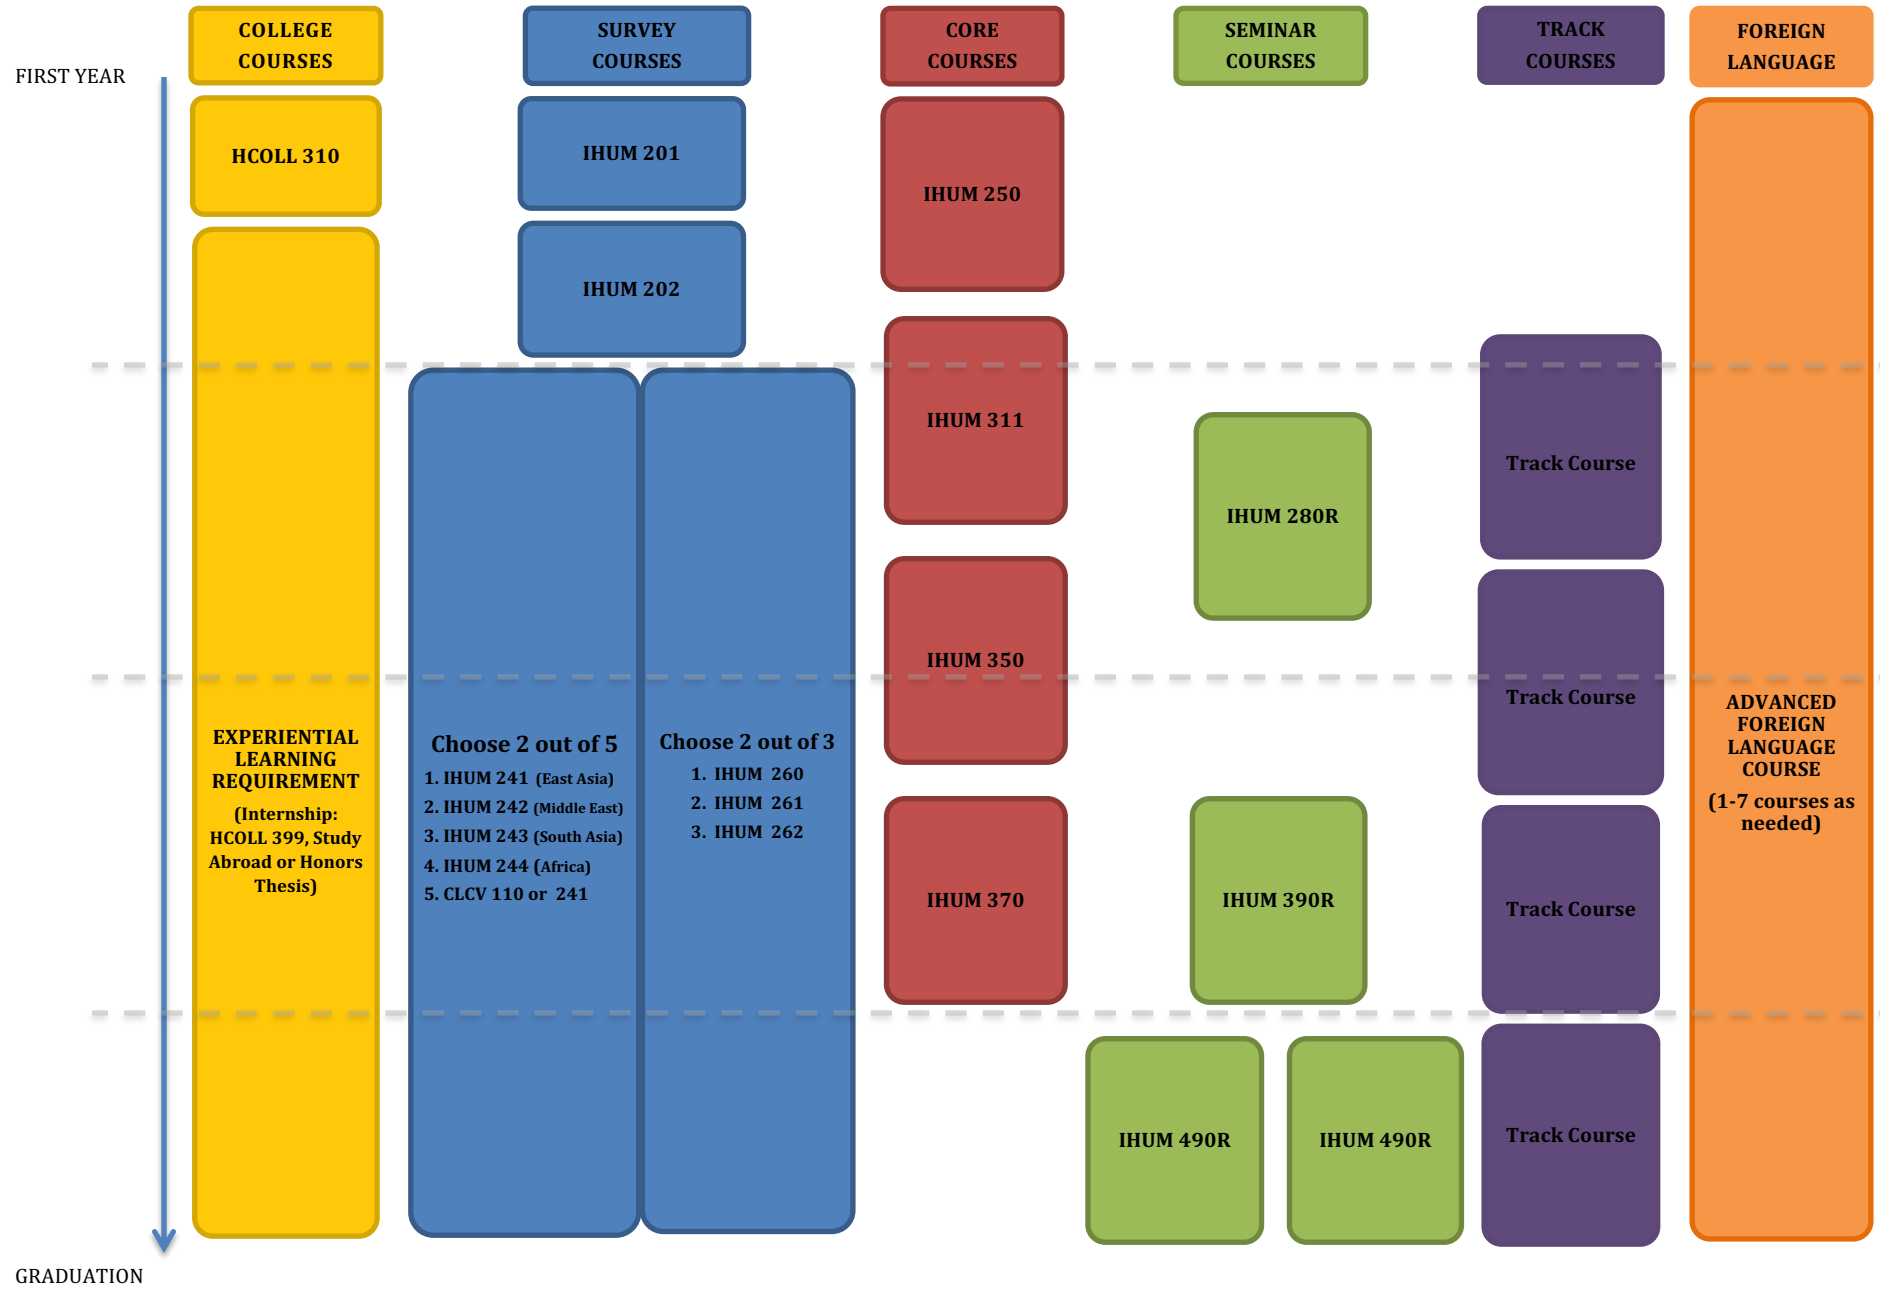 FIRST YEAR
COLLEGE
COURSES
HCOLL 310
EXPERIENTIAL
LEARNING
REQUIREMENT
(Internship:
HCOLL 399, Study
Abroad or Honors
Thesis)
SURVEY
COURSES
IHUM 201
IHUM 202
Choose 2 out of 5
1. IHUM 241 (East Asia)
2. IHUM 242 (Middle East)
3. IHUM 243 (South Asia)
4. IHUM 244 (Africa)
5. CLCV 110 or 241
Choose 2 out of 3
1. IHUM 260
2. IHUM 261
3. IHUM 262
CORE
COURSES
IHUM 250
IHUM 311
IHUM 350
IHUM 370
SEMINAR
COURSES
IHUM 280R
IHUM 390R
IHUM 490R
IHUM 490R
TRACK
COURSES
Track Course
Track Course
Track Course
Track Course
FOREIGN
LANGUAGE
ADVANCED
FOREIGN
LANGUAGE
COURSE
(1-7 courses as
needed)
GRADUATION